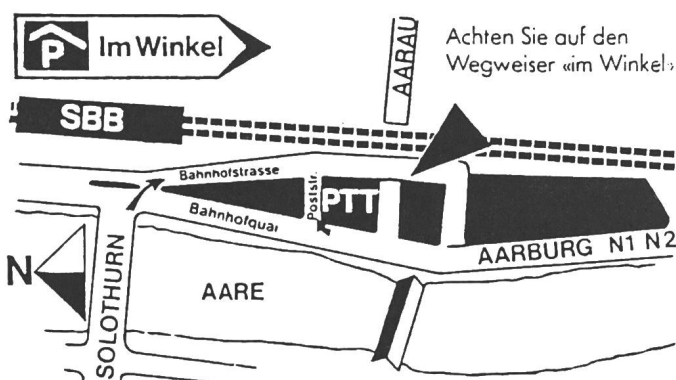 P Im Winkel
Achten Sie auf den
Wegweiser «im Winkel»
AARAU
SBB
Bahnhofstrasse
Poststr.
PTT
Bahnhofquai
AARBURG N1 N2
N
AARE
SOLOTHURN